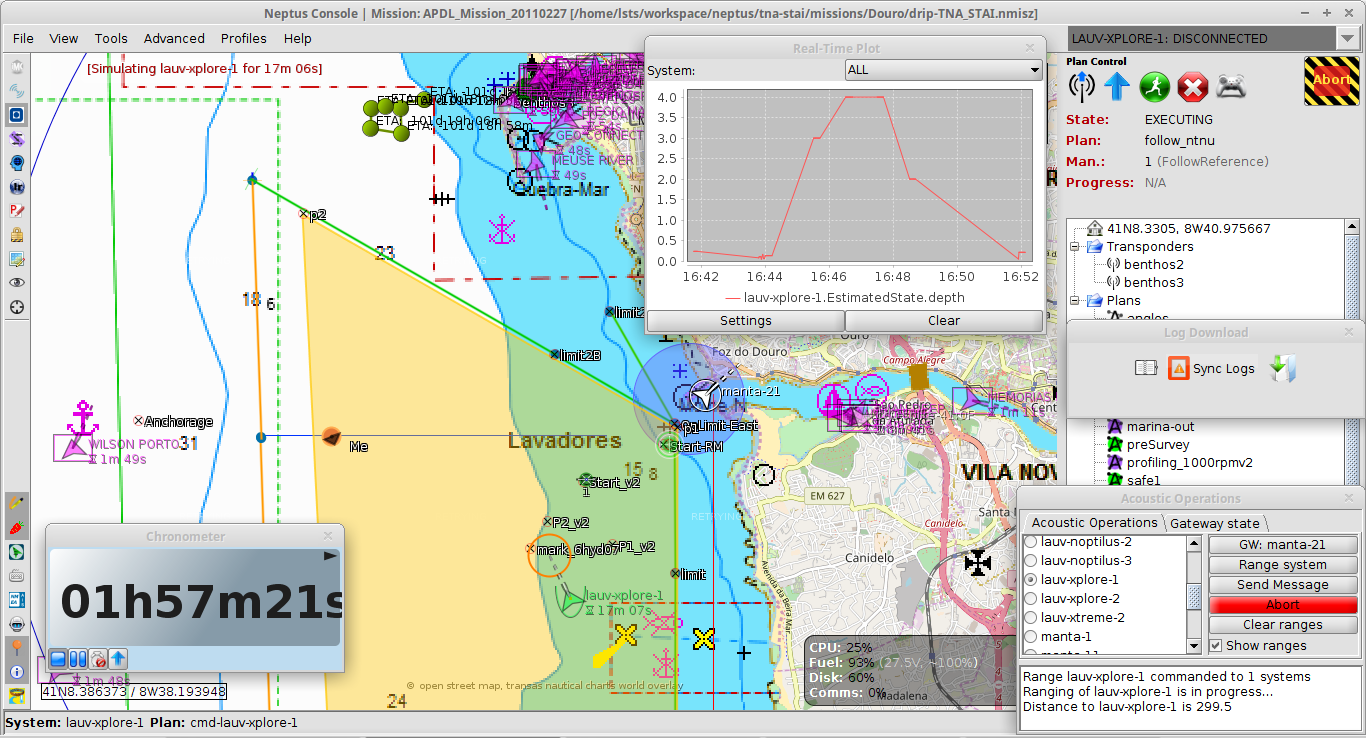 Neptus Console | Mission: APDL_Mission_20110227 [/home/lsts/workspace/neptus/tna-stai/missions/Douro/drip-TNA_STAI.nmisz]
File View Tools Advanced Profiles Help
LAUV-XPLORE-1: DISCONNECTED
[Simulating lauv-xplore-1 for 17m 06s]
Real-Time Plot
System: ALL
4.0
3.5
3.0
2.5
2.0
1.5
1.0
0.5
0.0
16:42 16:44 16:46 16:48 16:50 16:52
lauv-xplore-1.EstimatedState.depth
Settings Clear
Plan Control
Abort
State: EXECUTING
Plan: follow_ntnu
Man.: 1 (FollowReference)
Progress: N/A
41N8.3305, 8W40.975667
Transponders
benthos2
benthos3
Plans
angles
Log Download
Sync Logs
marina-out
preSurvey
profiling_1000rpmv2
safe1
ETA: 101d 19h 06m
ETA: 101d 18h 58m
benthos
GEO CONNECT
48s
MEUSE RIVER
49s
Quebra-Mar
p2
23
18
6
limit2B
Foz do Douro
Campo Alegre
manta-21
Limit-East
Start-RM
MEMORIAS
São Pedro
da Afurada
Anchorage
WILSON PORTO
1m 49s
31
Me
Lavadores
15
8
Start_v2
1
P2_v2
mark_6hyd07
P1_v2
EM 627
VILA NOV
Santa M
Canidelo
Canidelo
Avenida da Beira Mar
RETRYING
limit
lauv-xplore-1
17m 07s
Chronometer
01h57m21s
1m 48s
41N8.386373 / 8W38.193948
© open street map, transas nautical charts world overlay
24
Madalena
CPU: 25%
Fuel: 93% (27.5V, ~100%)
Disk: 60%
Comms: 0%
Acoustic Operations
Acoustic Operations Gateway state
lauv-noptilus-2
lauv-noptilus-3
lauv-xplore-1
lauv-xplore-2
lauv-xtreme-2
manta-1
manta-11
GW: manta-21
Range system
Send Message
Abort
Clear ranges
Show ranges
Range lauv-xplore-1 commanded to 1 systems
Ranging of lauv-xplore-1 is in progress...
Distance to lauv-xplore-1 is 299.5
System: lauv-xplore-1 Plan: cmd-lauv-xplore-1